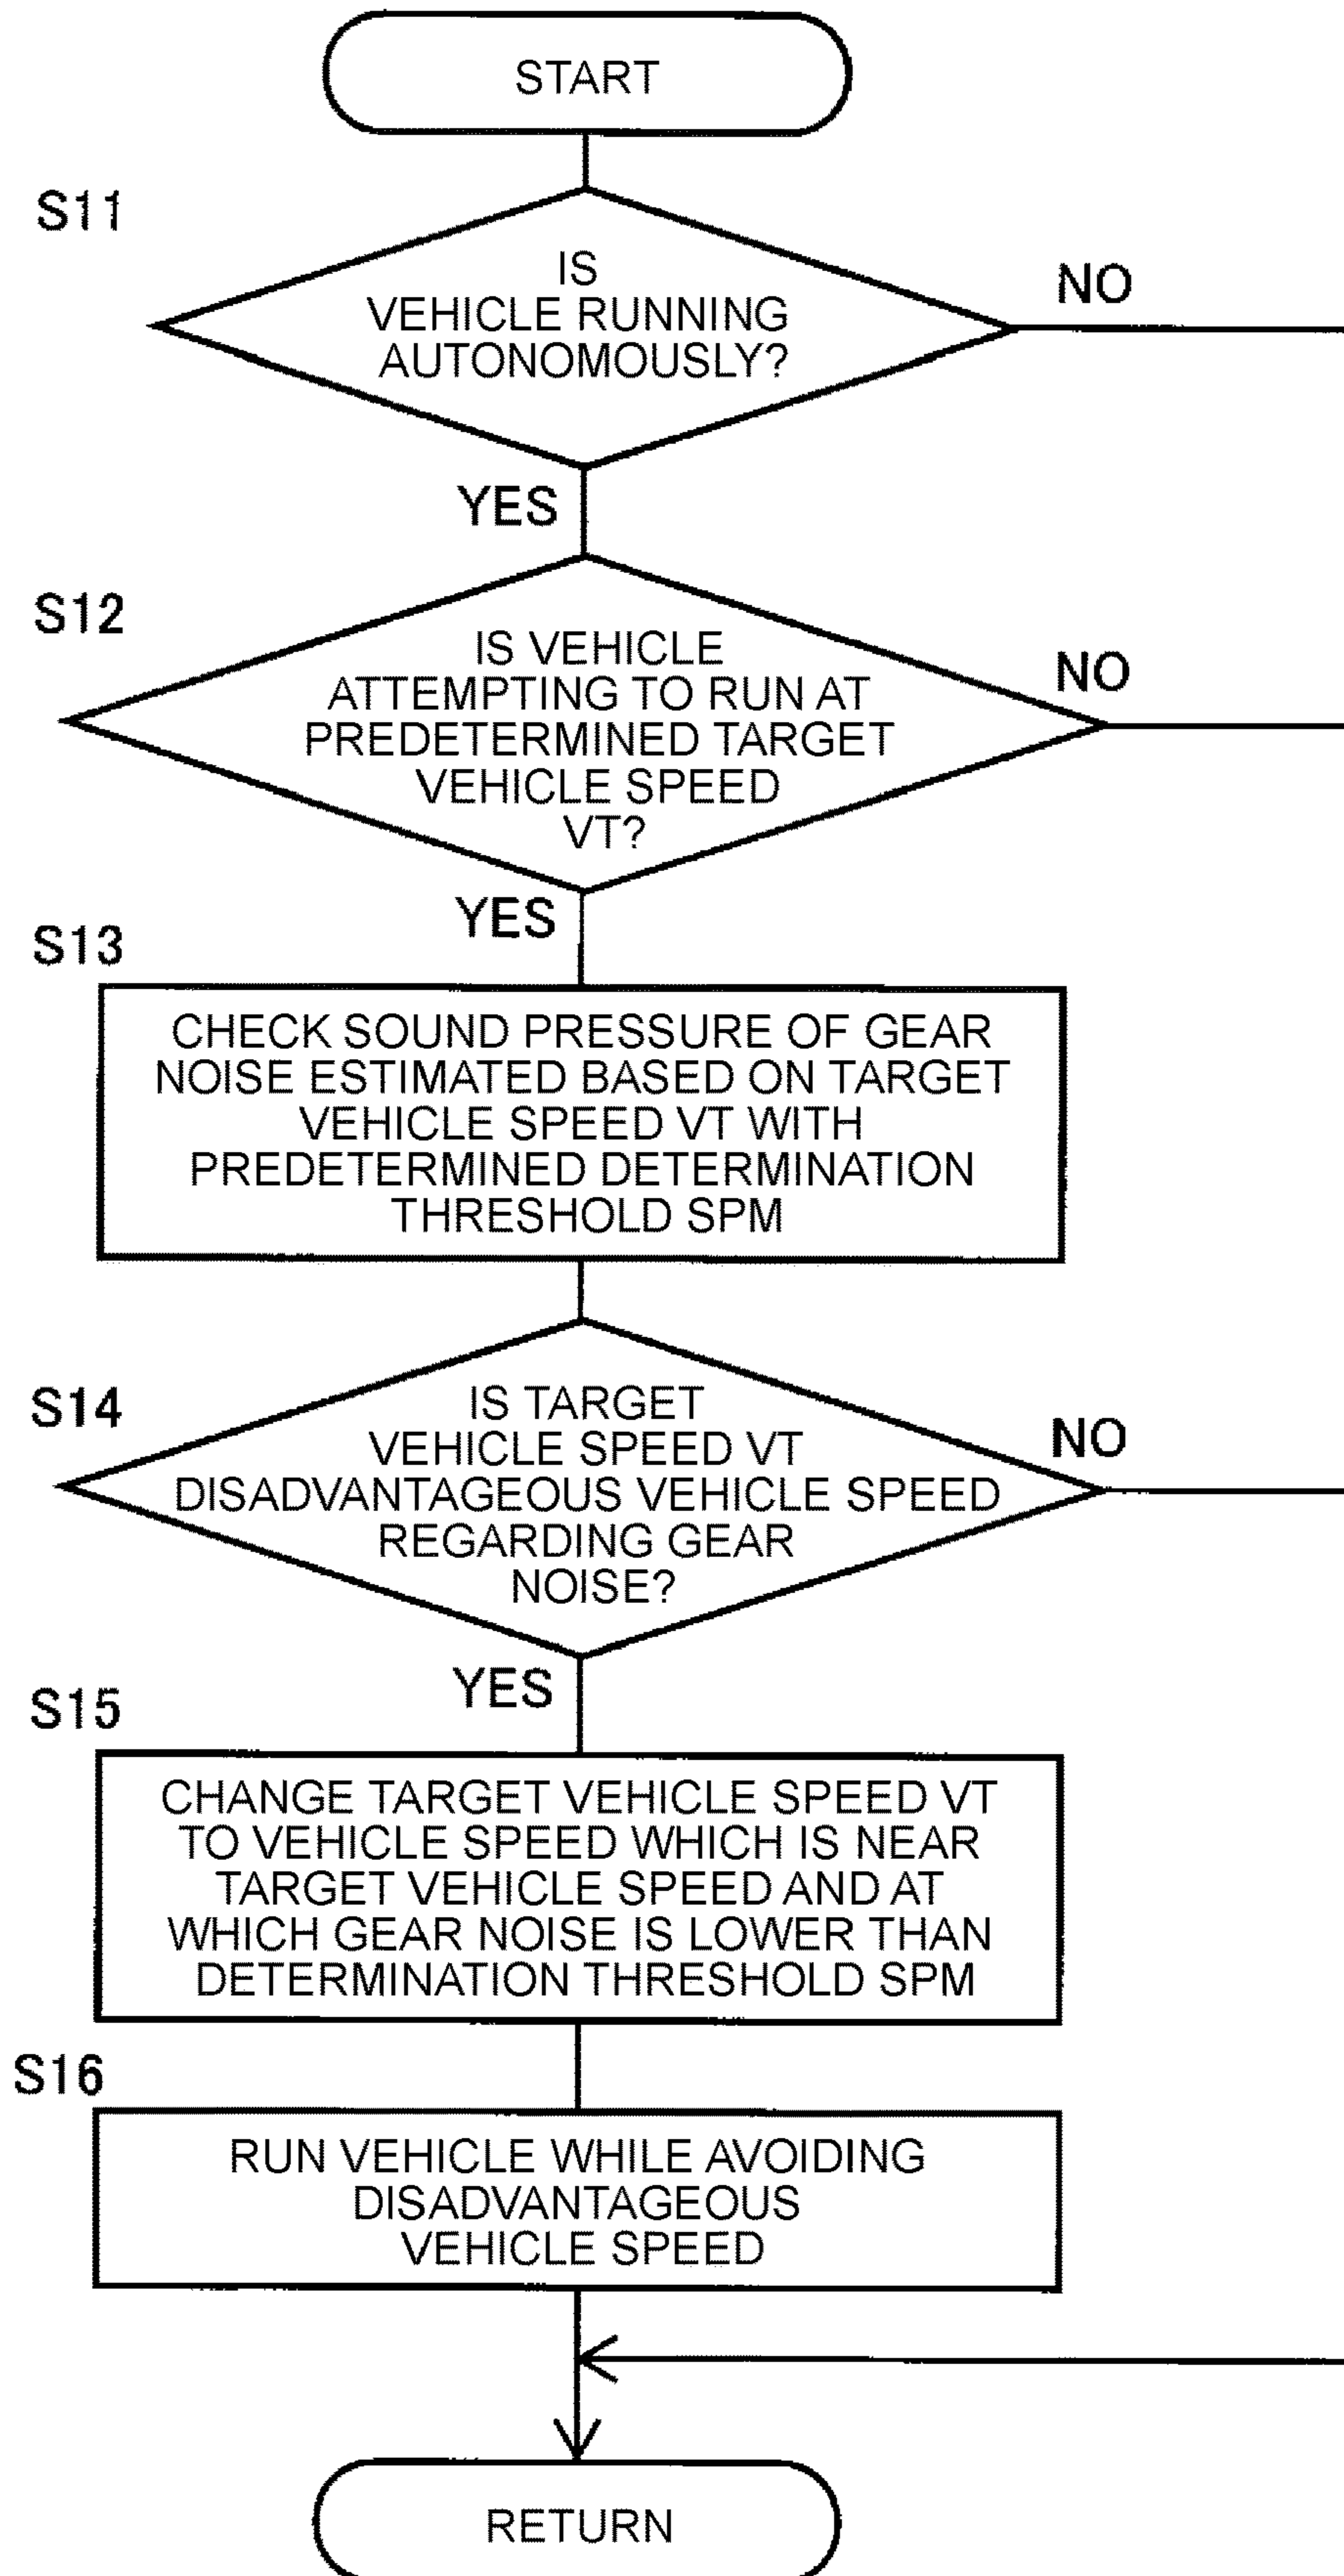 START
S11
IS
VEHICLE RUNNING
AUTONOMOUSLY?
NO
YES
S12
IS VEHICLE
ATTEMPTING TO RUN AT
PREDETERMINED TARGET
VEHICLE SPEED
VT?
NO
YES
S13
CHECK SOUND PRESSURE OF GEAR
NOISE ESTIMATED BASED ON TARGET
VEHICLE SPEED VT WITH
PREDETERMINED DETERMINATION
THRESHOLD SPM
S14
IS TARGET
VEHICLE SPEED VT
DISADVANTAGEOUS VEHICLE SPEED
REGARDING GEAR
NOISE?
NO
YES
S15
CHANGE TARGET VEHICLE SPEED VT
TO VEHICLE SPEED WHICH IS NEAR
TARGET VEHICLE SPEED AND AT
WHICH GEAR NOISE IS LOWER THAN
DETERMINATION THRESHOLD SPM
S16
RUN VEHICLE WHILE AVOIDING
DISADVANTAGEOUS
VEHICLE SPEED
RETURN